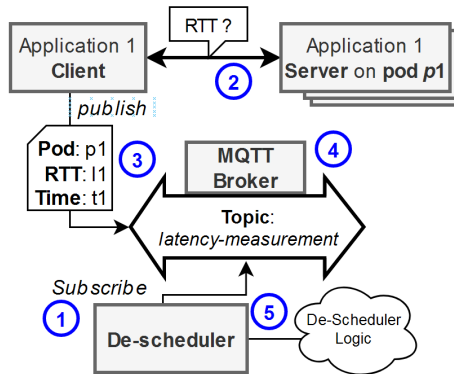 RTT ?
Application 1
Client
2
Application 1
Server on pod p1
publish
Pod: p1
RTT: l1
Time: t1
3
MQTT
Broker
4
Topic:
latency-measurement
Subscribe
1
5
De-scheduler
De-Scheduler
Logic